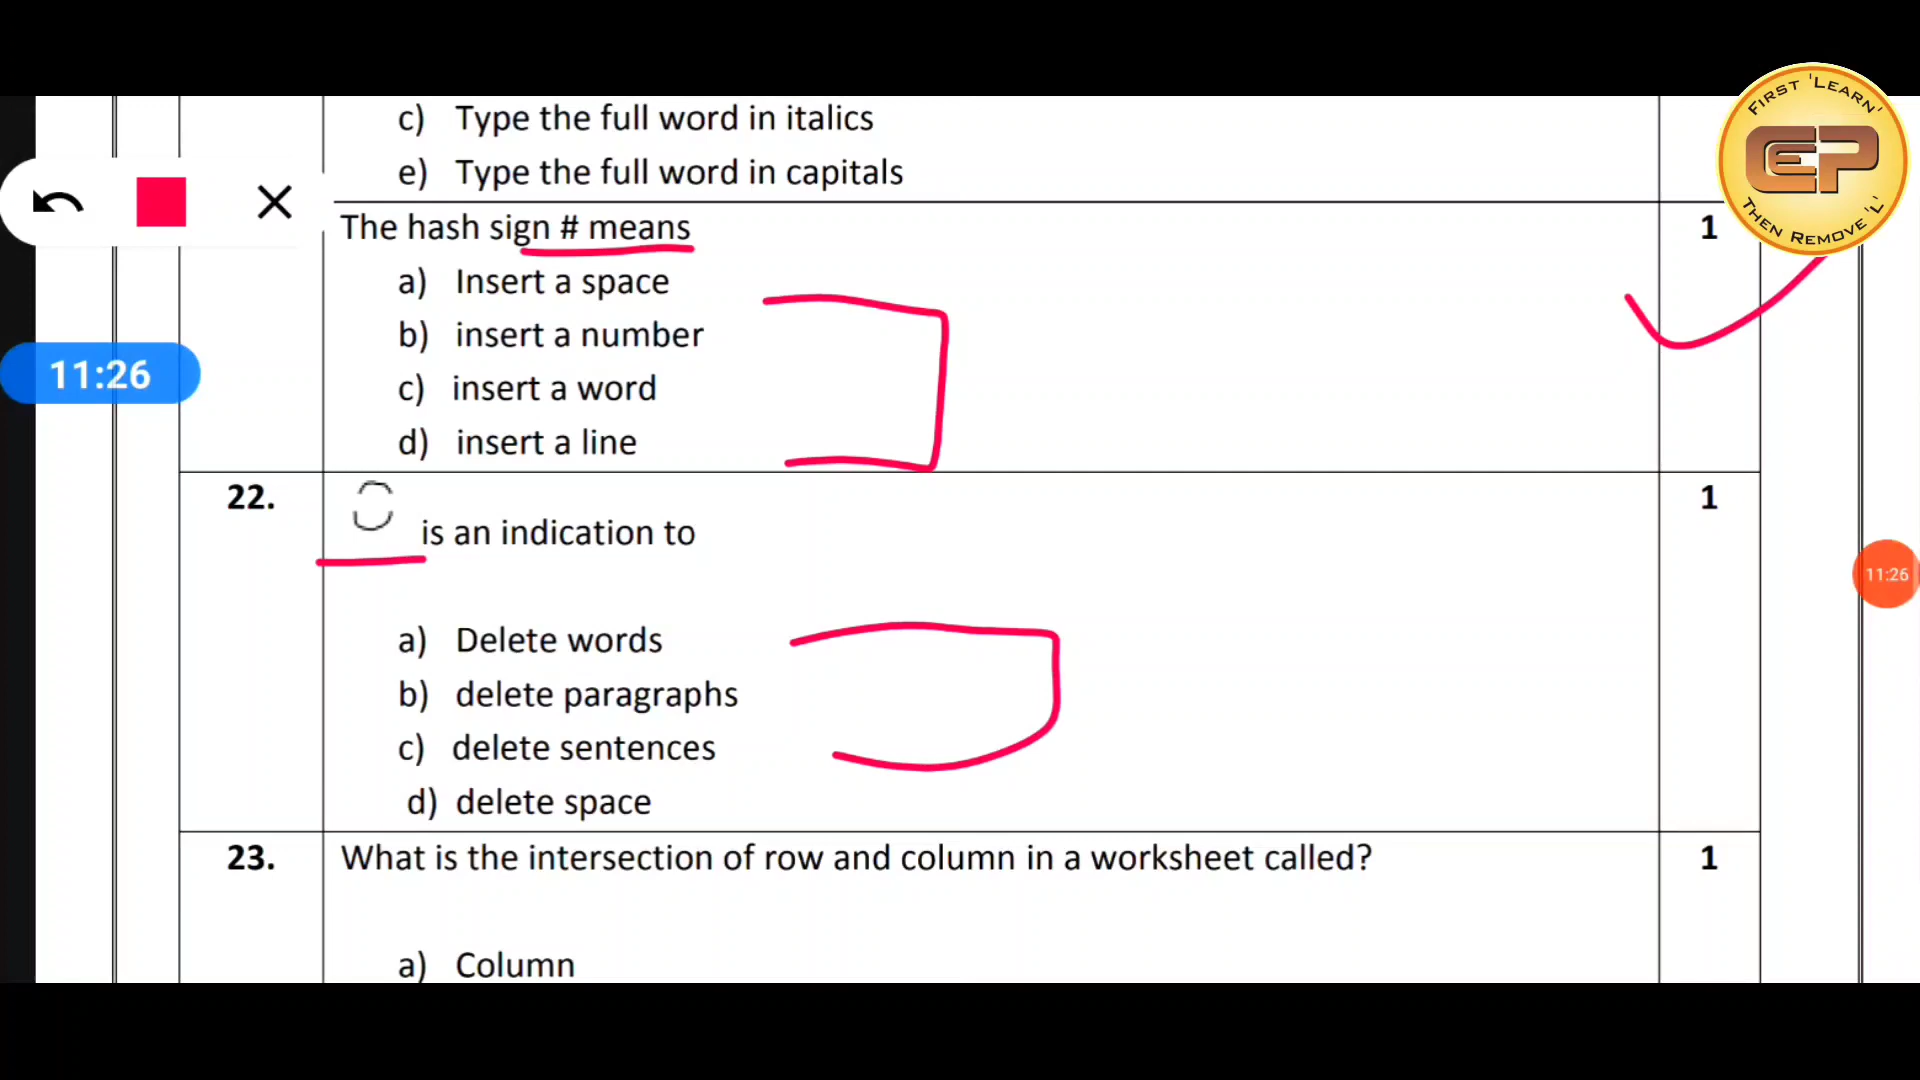 c) Type the full word in italics
e) Type the full word in capitals
The hash sign # means
1
a) Insert a space
b) insert a number
c) insert a word
d) insert a line
11:26
22.
is an indication to
1
a) Delete words
b) delete paragraphs
c) delete sentences
d) delete space
11:26
23.
What is the intersection of row and column in a worksheet called?
1
a) Column
FIRST 'LEARN'
EP
THEN REMOVE 'L'